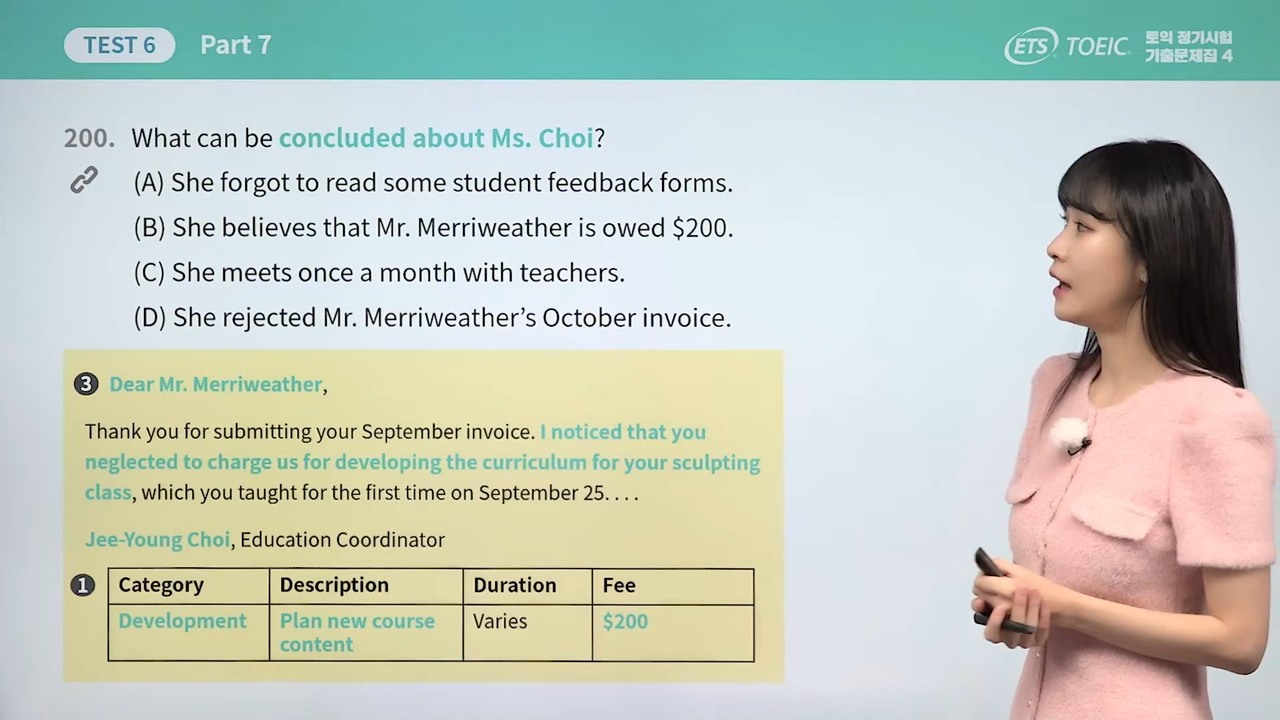 TEST 6
Part 7
ETS TOEIC
토익 정기시험
기출문제집 4
200. What can be concluded about Ms. Choi?
(A) She forgot to read some student feedback forms.
(B) She believes that Mr. Merriweather is owed $200.
(C) She meets once a month with teachers.
(D) She rejected Mr. Merriweather’s October invoice.
3 Dear Mr. Merriweather,
Thank you for submitting your September invoice. I noticed that you
neglected to charge us for developing the curriculum for your sculpting
class, which you taught for the first time on September 25. . . .
Jee-Young Choi, Education Coordinator
1 Category Description Duration Fee
Development Plan new course Varies $200
content